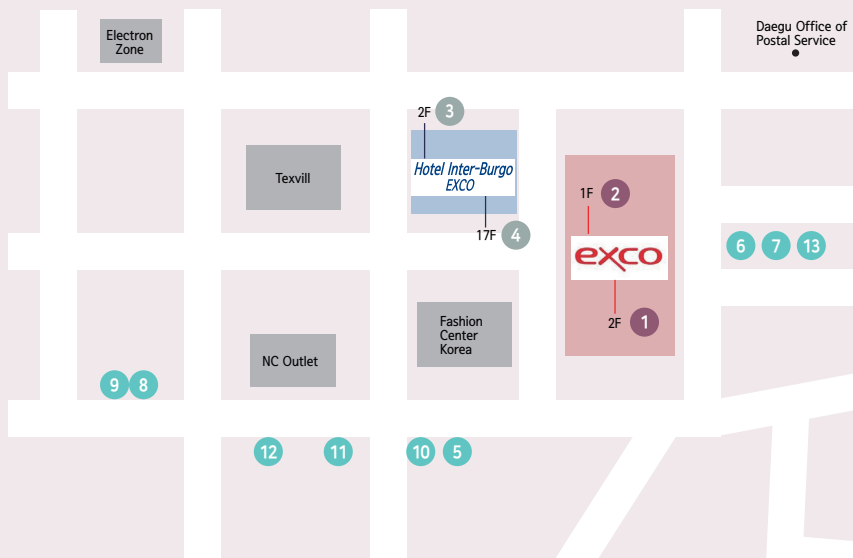 Electron
Zone
Daegu Office of
Postal Service
2F 3
Texvill
Hotel Inter-Burgo
EXCO
1F 2
17F 4
6 7 13
exco
2F 1
Fashion
Center
Korea
NC Outlet
9 8
12 11 10 5